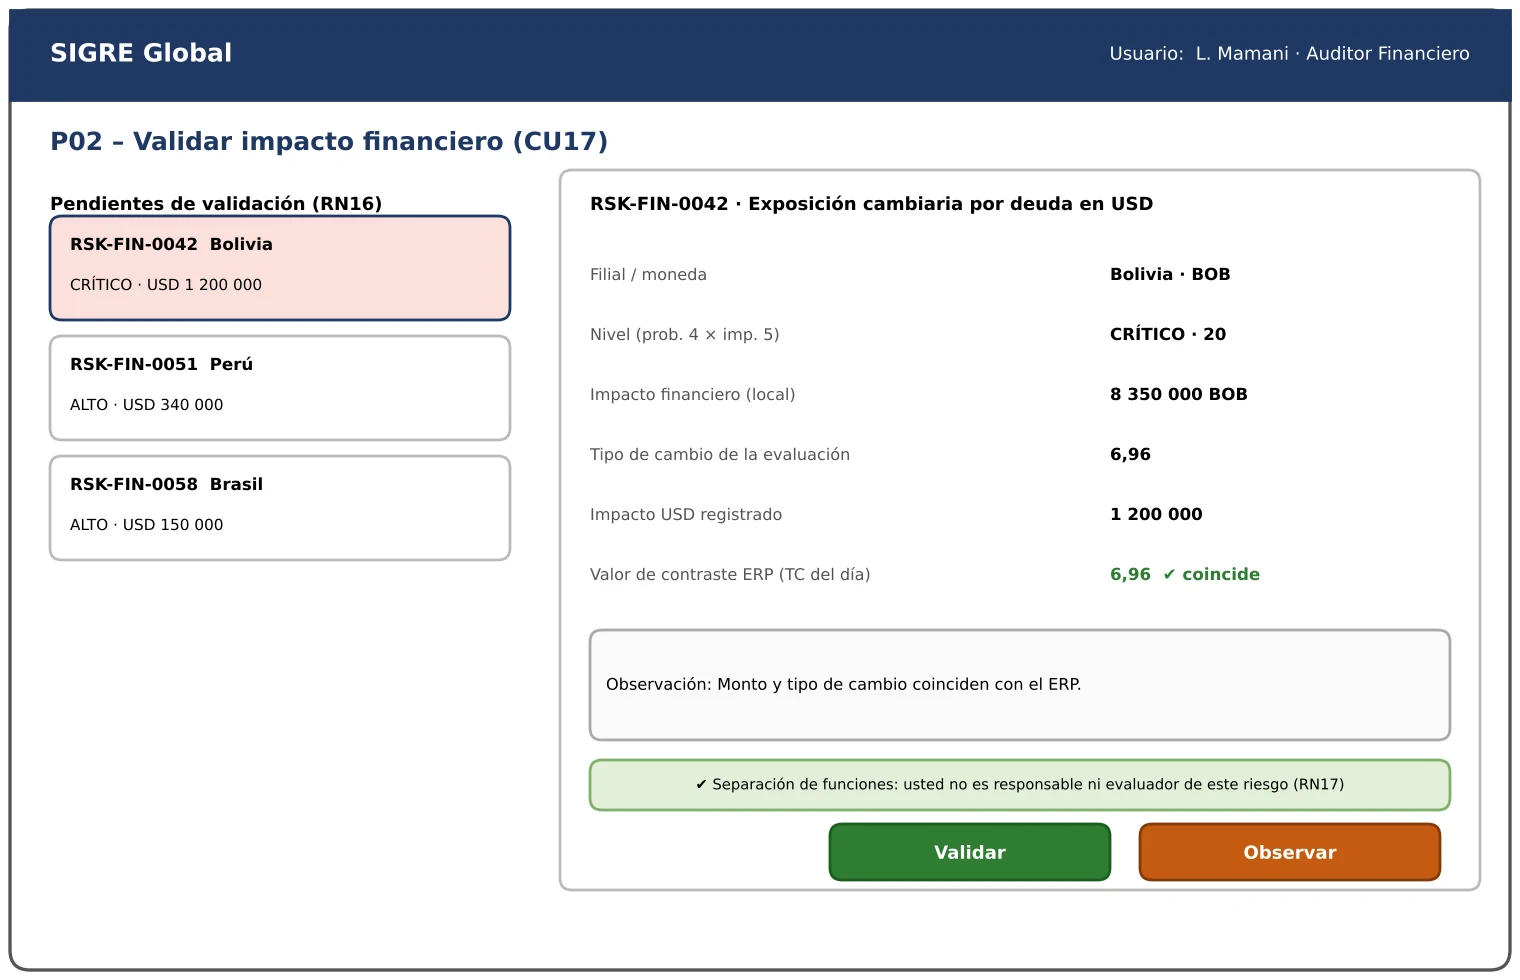 SIGRE Global
Usuario:  L. Mamani · Auditor Financiero
P02 – Validar impacto financiero (CU17)
Pendientes de validación (RN16)
RSK-FIN-0042  Bolivia
CRÍTICO · USD 1 200 000
RSK-FIN-0051  Perú
ALTO · USD 340 000
RSK-FIN-0058  Brasil
ALTO · USD 150 000
RSK-FIN-0042 · Exposición cambiaria por deuda en USD
Filial / moneda Bolivia · BOB
Nivel (prob. 4 × imp. 5) CRÍTICO · 20
Impacto financiero (local) 8 350 000 BOB
Tipo de cambio de la evaluación 6,96
Impacto USD registrado 1 200 000
Valor de contraste ERP (TC del día) 6,96 ✔ coincide
Observación: Monto y tipo de cambio coinciden con el ERP.
✔ Separación de funciones: usted no es responsable ni evaluador de este riesgo (RN17)
Validar
Observar